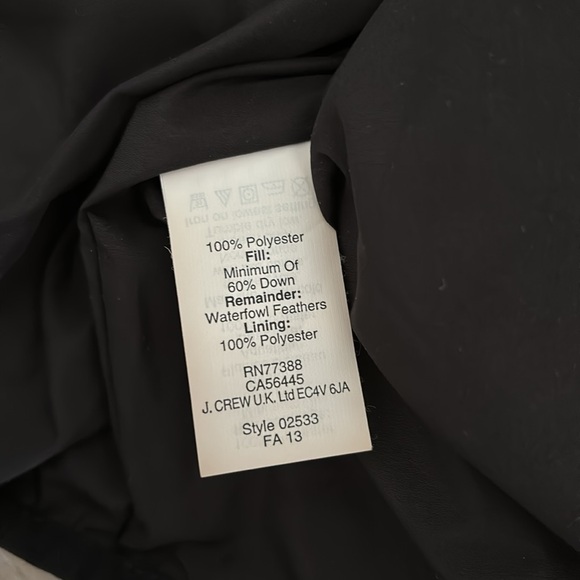 100% Polyester
Fill:
Minimum Of
60% Down
Remainder:
Waterfowl Feathers
Lining:
100% Polyester
RN77388
CA56445
J. CREW U.K. Ltd EC4V 6JA
Style 02533
FA 13